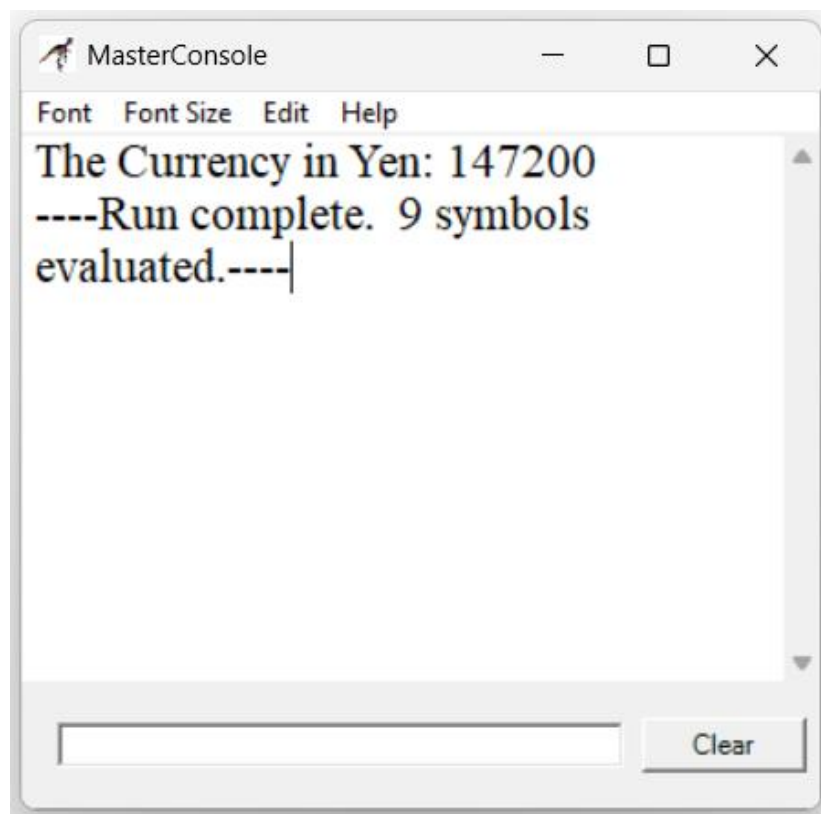 MasterConsole
Font Font Size Edit Help
The Currency in Yen: 147200
----Run complete.  9 symbols
evaluated.----
Clear